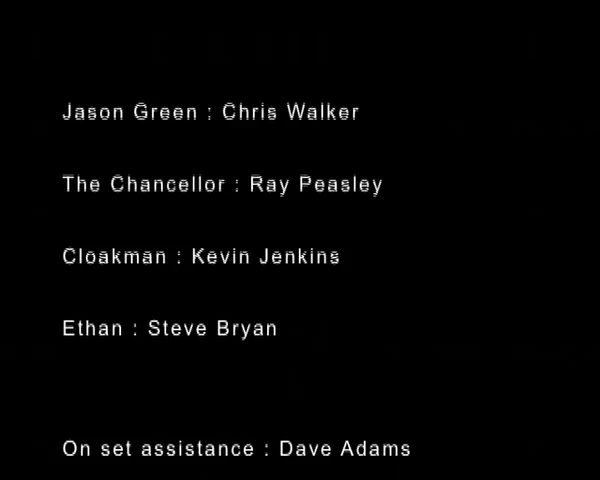 Jason Green : Chris Walker
The Chancellor : Ray Peasley
Cloakman : Kevin Jenkins
Ethan : Steve Bryan
On set assistance : Dave Adams